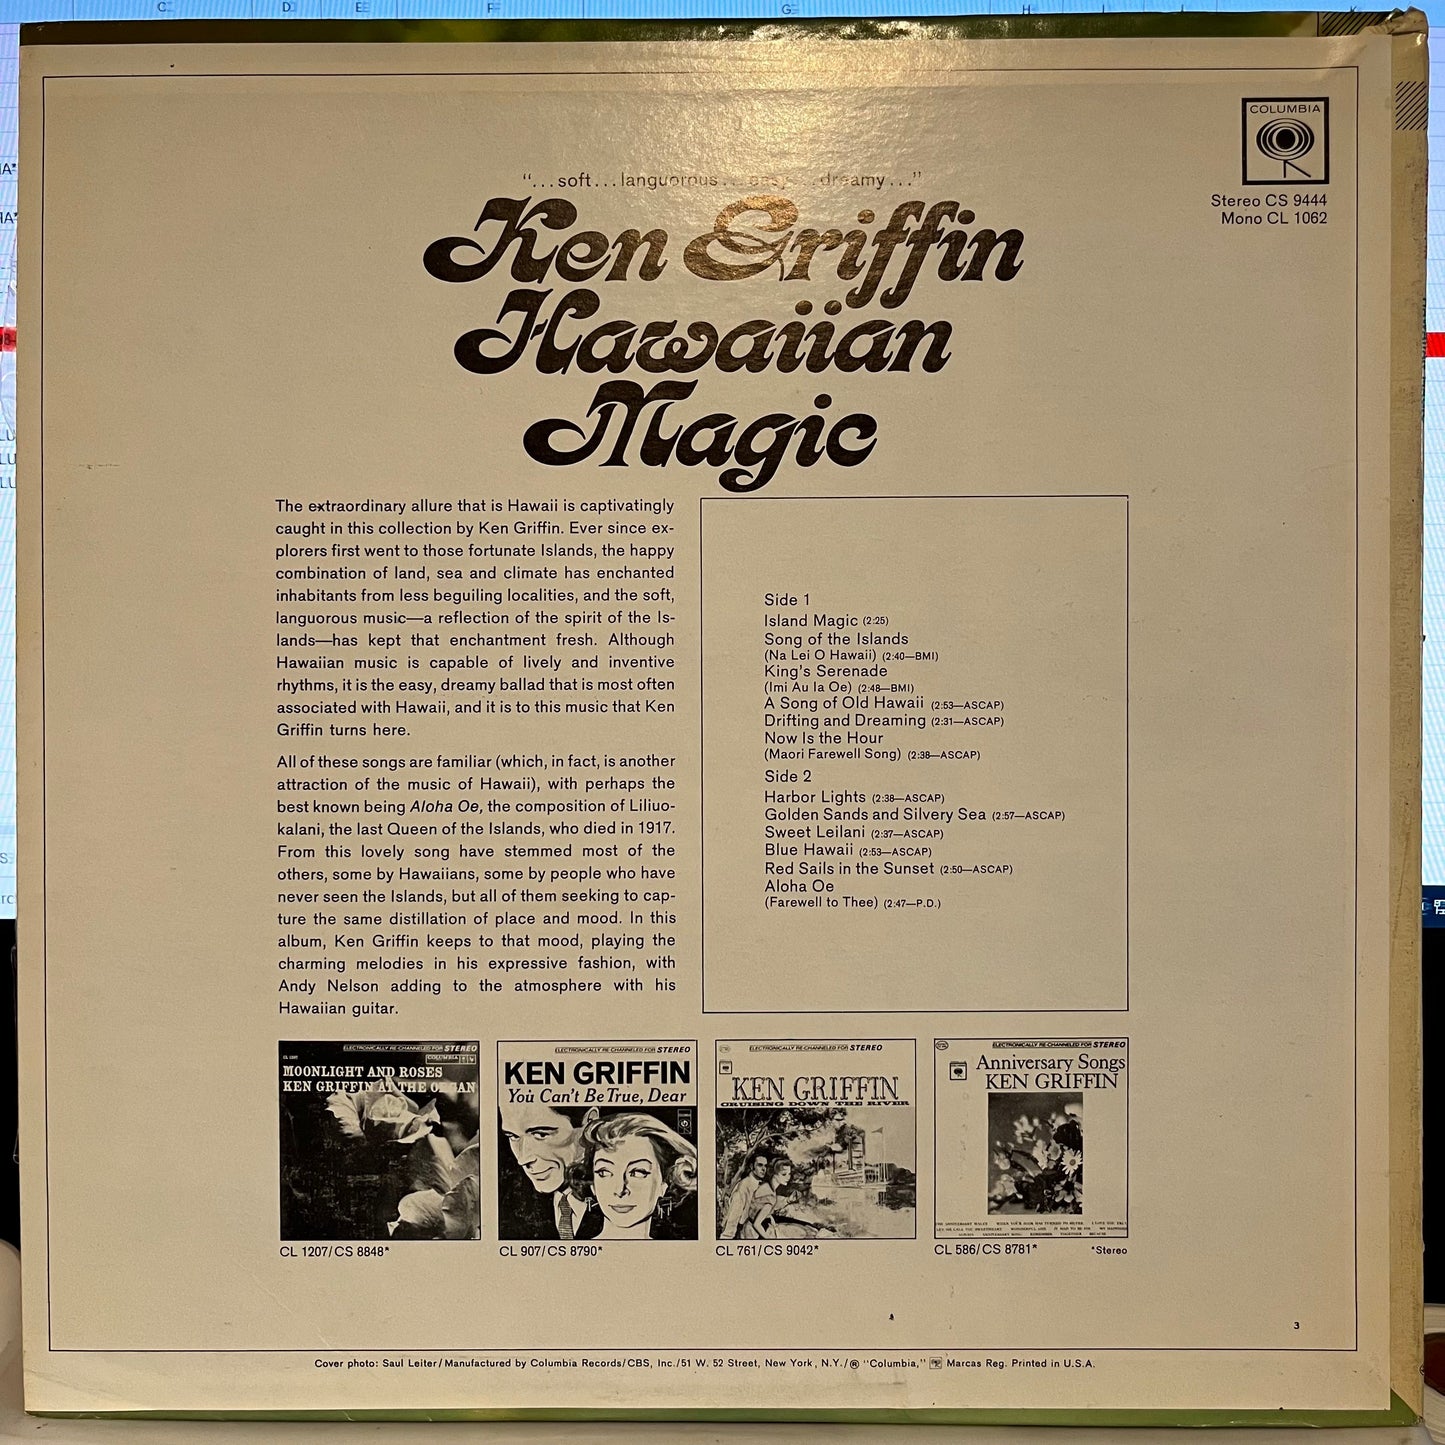 COLUMBIA
Stereo CS 9444
Mono CL 1062
“...soft...languorous...easy...dreamy...”
Ken Griffin
Hawaiian
Magic
The extraordinary allure that is Hawaii is captivatingly
caught in this collection by Ken Griffin. Ever since ex-
plorers first went to those fortunate Islands, the happy
combination of land, sea and climate has enchanted
inhabitants from less beguiling localities, and the soft,
languorous music—a reflection of the spirit of the Is-
lands—has kept that enchantment fresh. Although
Hawaiian music is capable of lively and inventive
rhythms, it is the easy, dreamy ballad that is most often
associated with Hawaii, and it is to this music that Ken
Griffin turns here.
All of these songs are familiar (which, in fact, is another
attraction of the music of Hawaii), with perhaps the
best known being Aloha Oe, the composition of Liliuo-
kalani, the last Queen of the Islands, who died in 1917.
From this lovely song have stemmed most of the
others, some by Hawaiians, some by people who have
never seen the Islands, but all of them seeking to cap-
ture the same distillation of place and mood. In this
album, Ken Griffin keeps to that mood, playing the
charming melodies in his expressive fashion, with
Andy Nelson adding to the atmosphere with his
Hawaiian guitar.
Side 1
Island Magic (2:25)
Song of the Islands
(Na Lei O Hawaii) (2:40—BMI)
King's Serenade
(Imi Au Ia Oe) (2:48—BMI)
A Song of Old Hawaii (2:53—ASCAP)
Drifting and Dreaming (2:31—ASCAP)
Now Is the Hour
(Maori Farewell Song) (2:38—ASCAP)
Side 2
Harbor Lights (2:38—ASCAP)
Golden Sands and Silvery Sea (2:57—ASCAP)
Sweet Leilani (2:37—ASCAP)
Blue Hawaii (2:53—ASCAP)
Red Sails in the Sunset (2:50—ASCAP)
Aloha Oe
(Farewell to Thee) (2:47—P.D.)
ELECTRONICALLY RE-CHANNELED FOR STEREO
CL 1207
COLUMBIA
MOONLIGHT AND ROSES
KEN GRIFFIN AT THE ORGAN
CL 1207/CS 8848*
ELECTRONICALLY RE-CHANNELED FOR STEREO
KEN GRIFFIN
You Can't Be True, Dear
CL 907/CS 8790*
ELECTRONICALLY RE-CHANNELED FOR STEREO
KEN GRIFFIN
CRUISING DOWN THE RIVER
CL 761/CS 9042*
ELECTRONICALLY RE-CHANNELED FOR STEREO
Anniversary Songs
KEN GRIFFIN
CL 586/CS 8781*
*Stereo
3
Cover photo: Saul Leiter/Manufactured by Columbia Records/CBS, Inc./51 W. 52 Street, New York, N.Y./® "Columbia," Marcas Reg. Printed in U.S.A.